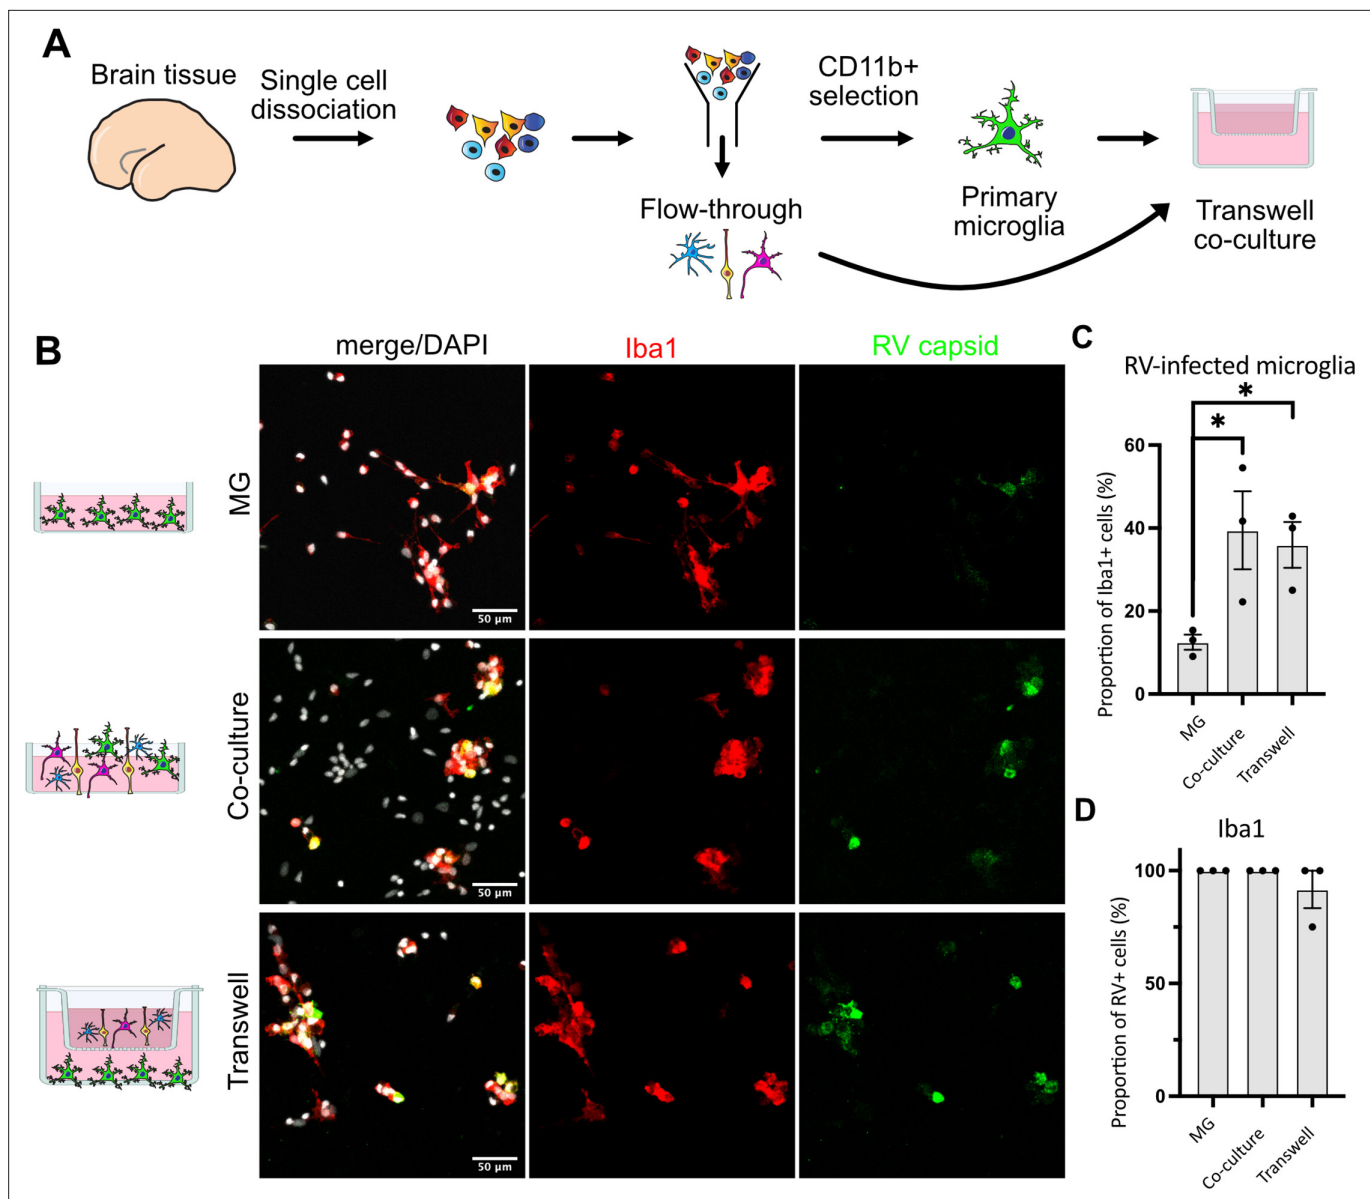 A
Brain tissue
Single cell
dissociation
CD11b+
selection
Flow-through
Primary
microglia
Transwell
co-culture
B
merge/DAPI
Iba1
RV capsid
MG
50 µm
Co-culture
50 µm
Transwell
50 µm
C
RV-infected microglia
*
*
Proportion of Iba1+ cells (%)
60
40
20
0
MG
Co-culture
Transwell
D
Iba1
Proportion of RV+ cells (%)
100
50
0
MG
Co-culture
Transwell